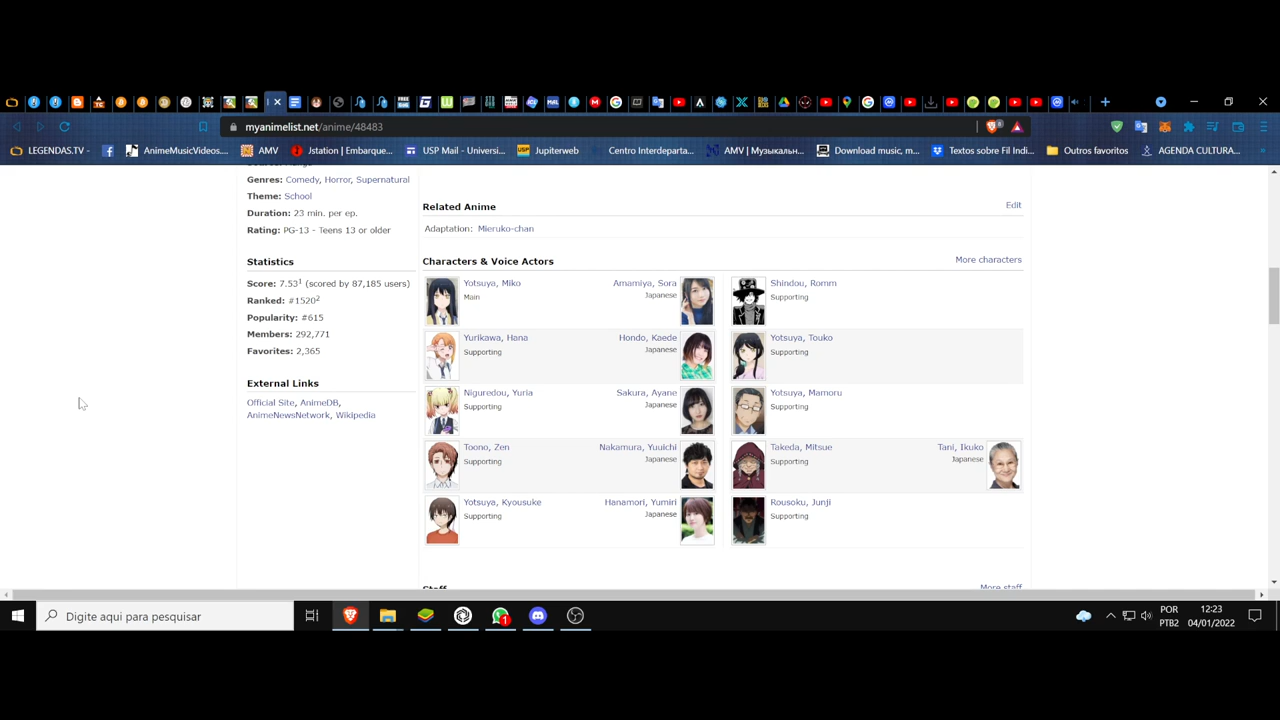 myanimelist.net/anime/48483
LEGENDAS.TV - AnimeMusicVideos... AMV Jstation | Embarque... USP Mail - Universi... Jupiterweb Centro Interdeparta... AMV | Музыкальн... Download music, m... Textos sobre Fil Indi... Outros favoritos AGENDA CULTURA...
Genres: Comedy, Horror, Supernatural
Theme: School
Duration: 23 min. per ep.
Rating: PG-13 - Teens 13 or older
Statistics
Score: 7.53¹ (scored by 87,185 users)
Ranked: #1520²
Popularity: #615
Members: 292,771
Favorites: 2,365
External Links
Official Site, AnimeDB,
AnimeNewsNetwork, Wikipedia
Related Anime Edit
Adaptation: Mieruko-chan
Characters & Voice Actors More characters
Yotsuya, Miko Amamiya, Sora
Main Japanese
Yurikawa, Hana Hondo, Kaede
Supporting Japanese
Niguredou, Yuria Sakura, Ayane
Supporting Japanese
Toono, Zen Nakamura, Yuuichi
Supporting Japanese
Yotsuya, Kyousuke Hanamori, Yumiri
Supporting Japanese
Shindou, Romm
Supporting
Yotsuya, Touko
Supporting
Yotsuya, Mamoru
Supporting
Takeda, Mitsue Tani, Ikuko
Supporting Japanese
Rousoku, Junji
Supporting
Staff More staff
Digite aqui para pesquisar
POR 12:23
PTB2 04/01/2022